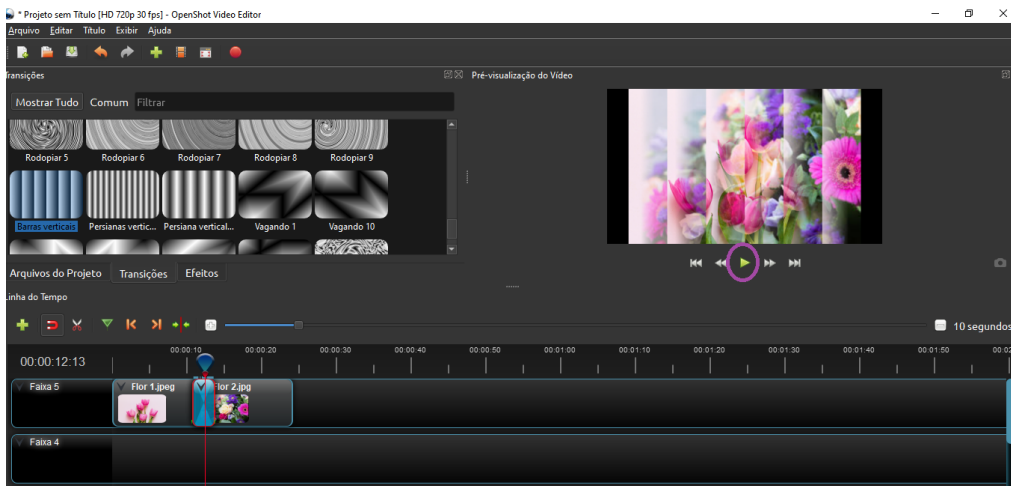 * Projeto sem Título [HD 720p 30 fps] - OpenShot Video Editor
Arquivo Editar Título Exibir Ajuda
Transições
Pré-visualização do Vídeo
Mostrar Tudo Comum Filtrar
Rodopiar 5 Rodopiar 6 Rodopiar 7 Rodopiar 8 Rodopiar 9
Barras verticais Persianas vertic... Persiana vertical... Vagando 1 Vagando 10
Arquivos do Projeto Transições Efeitos
Linha do Tempo
10 segundos
00:00:12:13
00:00:10 00:00:20 00:00:30 00:00:40 00:00:50 00:01:00 00:01:10 00:01:20 00:01:30 00:01:40 00:01:50 00:02
Faixa 5 Flor 1.jpeg Flor 2.jpg
Faixa 4